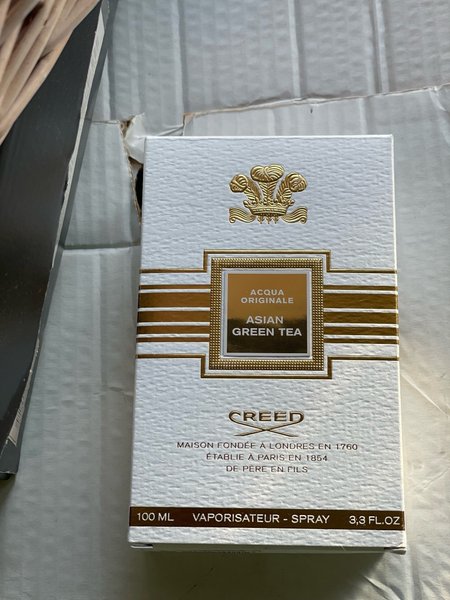 ACQUA
ORIGINALE
ASIAN
GREEN TEA
CREED
MAISON FONDÉE À LONDRES EN 1760
ÉTABLIE À PARIS EN 1854
DE PÈRE EN FILS
100 ML VAPORISATEUR - SPRAY 3,3 FL.OZ